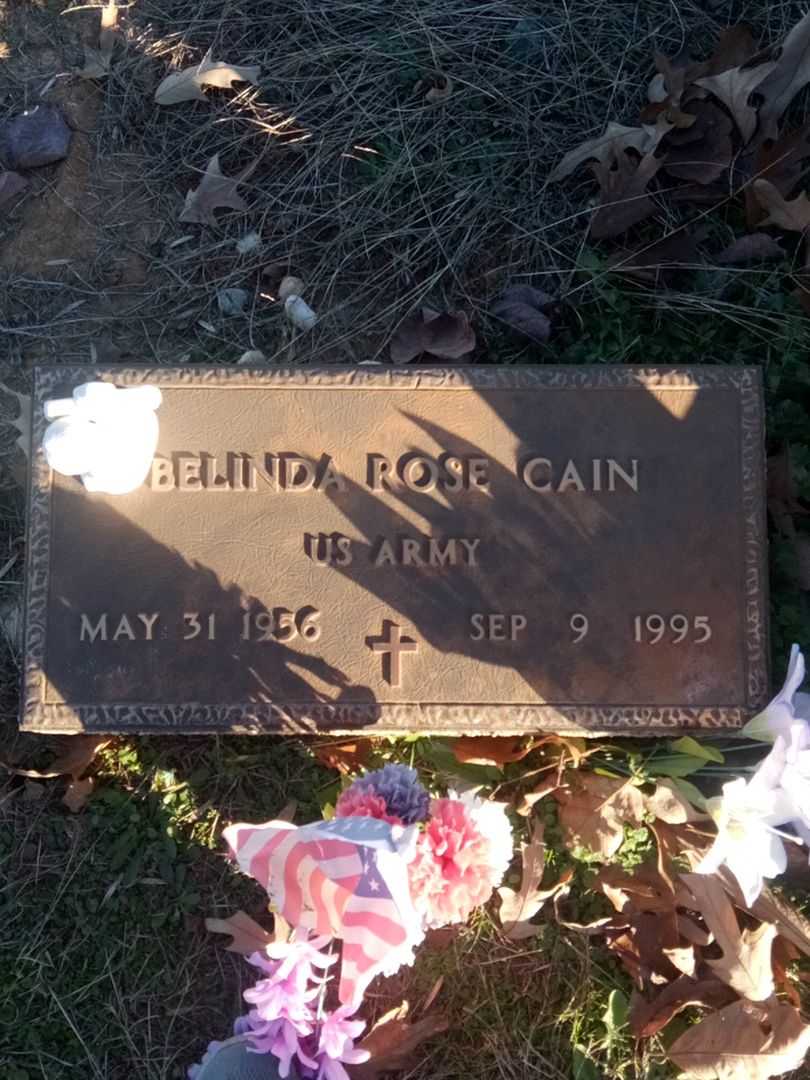 BELINDA ROSE CAIN
US ARMY
MAY 31 1956 SEP 9 1995